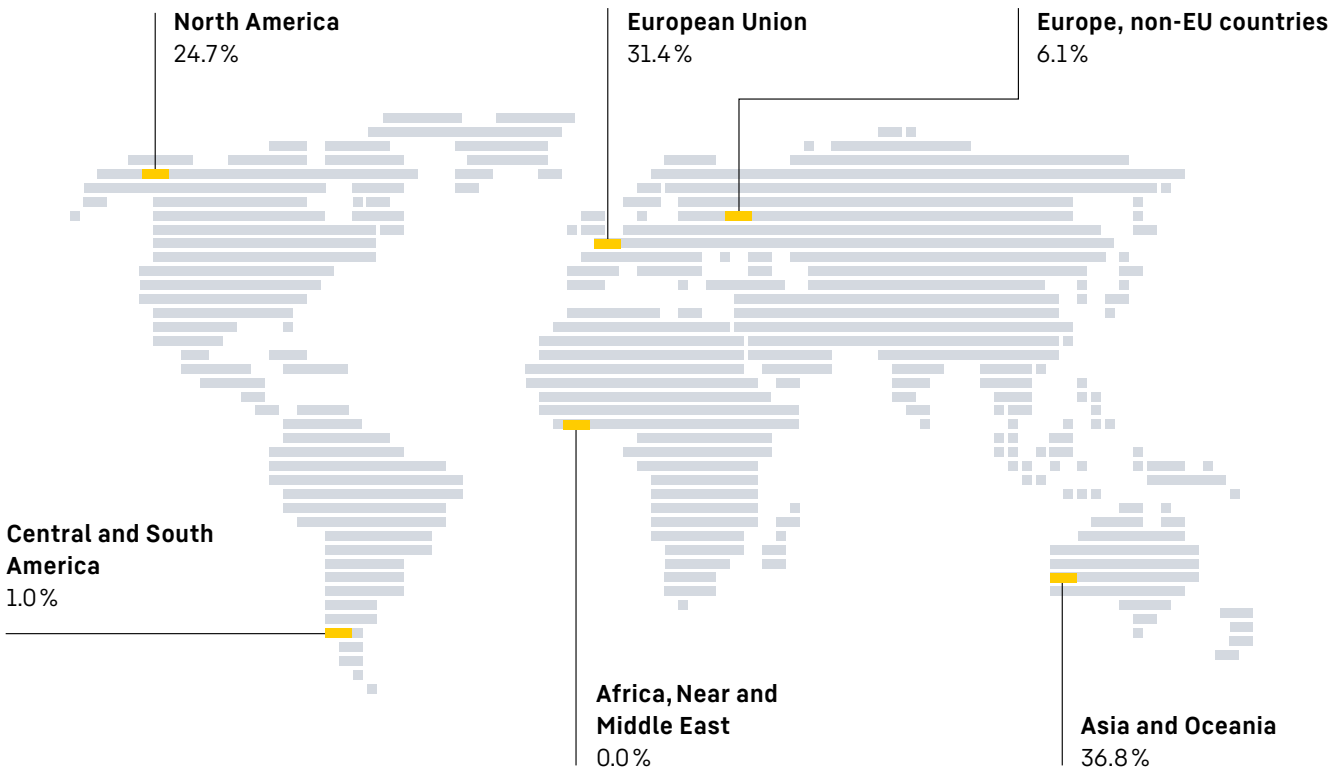 North America
24.7%
European Union
31.4%
Europe, non-EU countries
6.1%
Central and South
America
1.0%
Africa, Near and
Middle East
0.0%
Asia and Oceania
36.8%